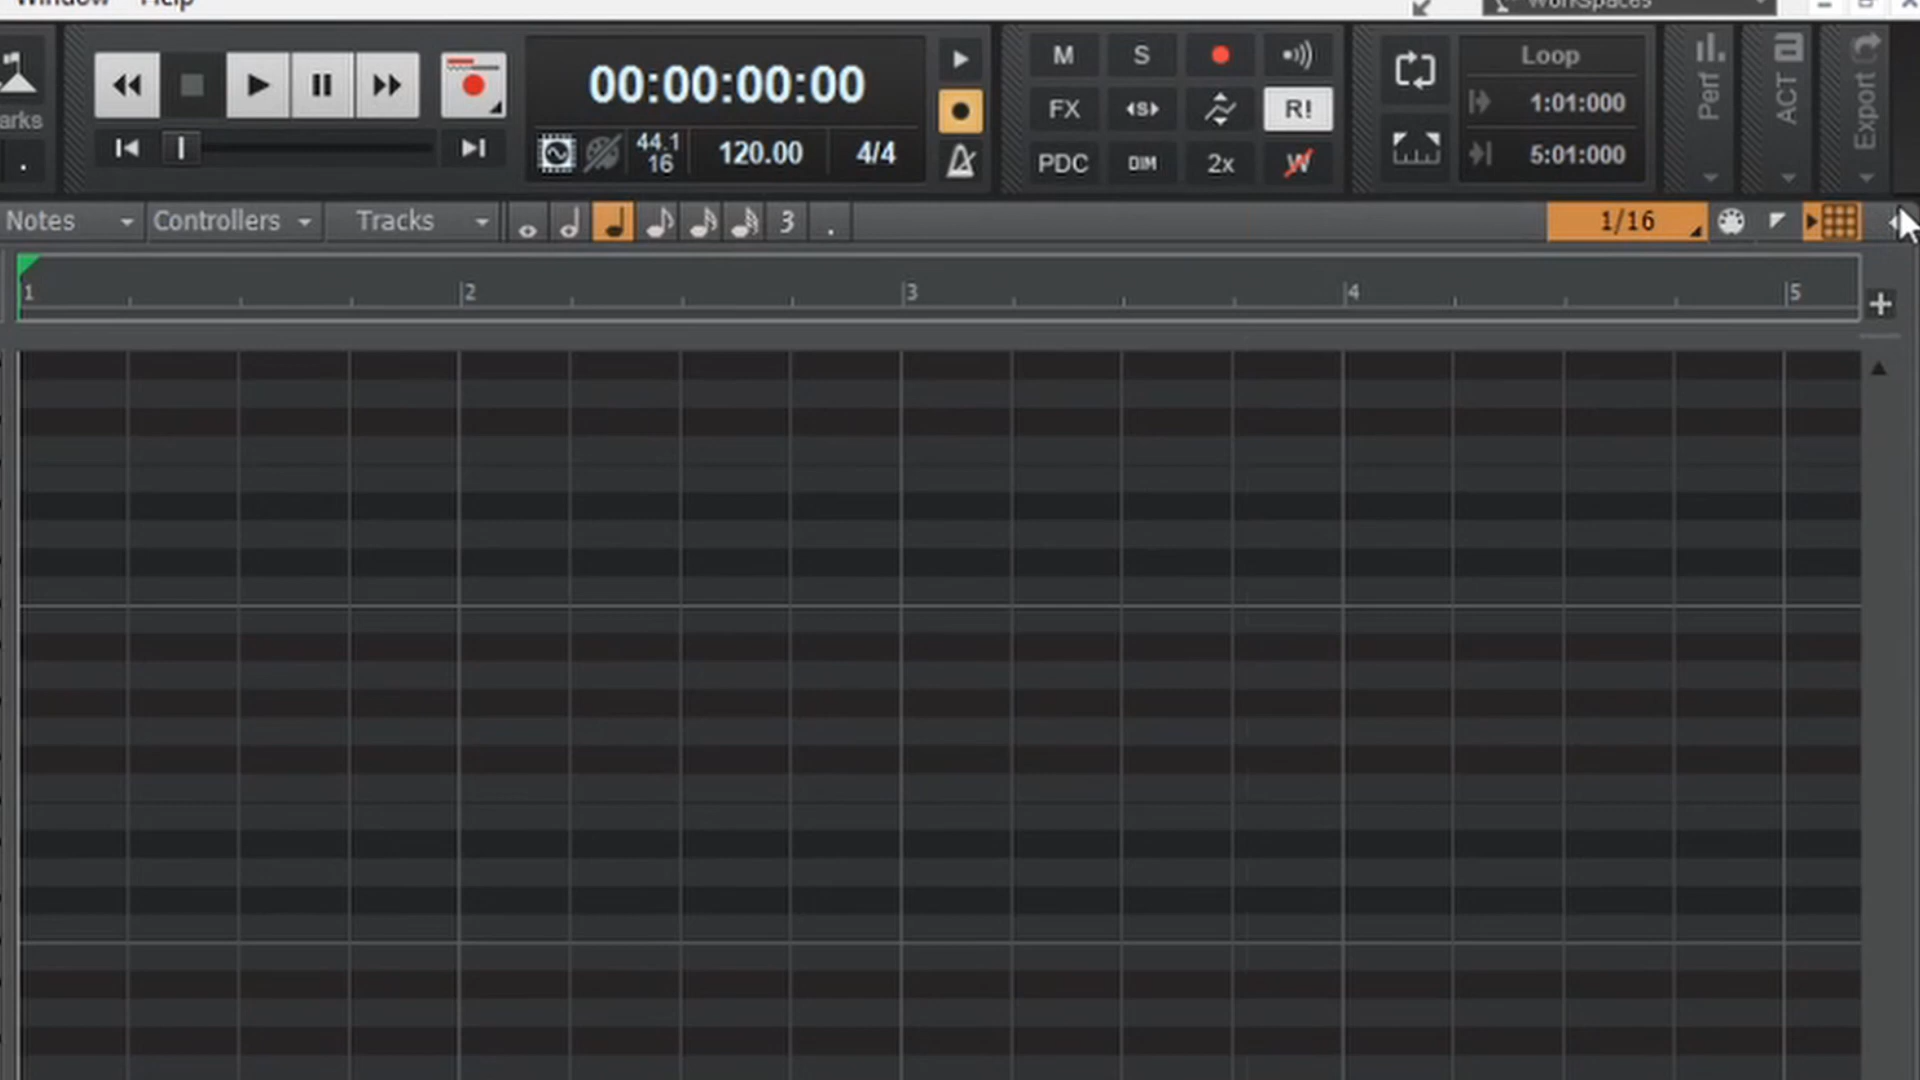 Window Help
WorkSpaces
arks
00:00:00:00
44.1
16
120.00
4/4
M S
FX R!
PDC DIM 2x W
Loop
1:01:000
5:01:000
Perf
ACT
Export
Notes Controllers Tracks 3 . 1/16
1 2 3 4 5